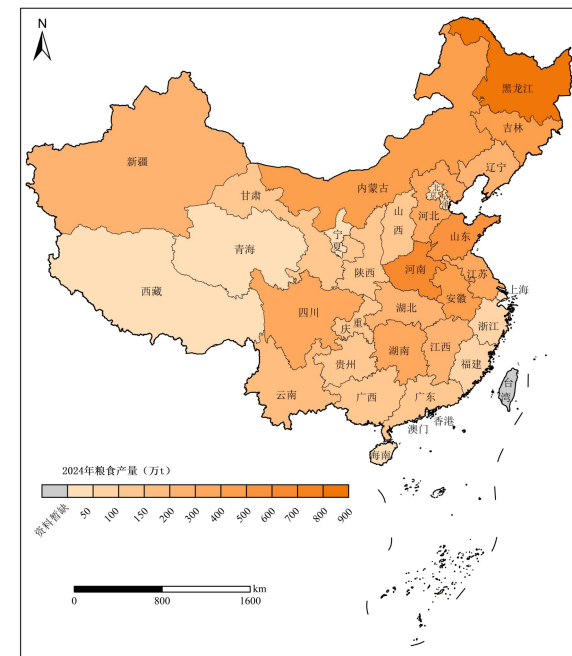 N
黑龙江
吉林
新疆
辽宁
内蒙古
甘肃
北京
天津
河北
山西
宁夏
青海
山东
陕西
河南
江苏
西藏
安徽
上海
四川
湖北
重庆
浙江
湖南
江西
贵州
福建
云南
台湾
广西
广东
香港
澳门
海南
2024年粮食产量（万t）
资料暂缺
50
100
150
200
300
400
500
600
700
800
900
km
0
800
1600